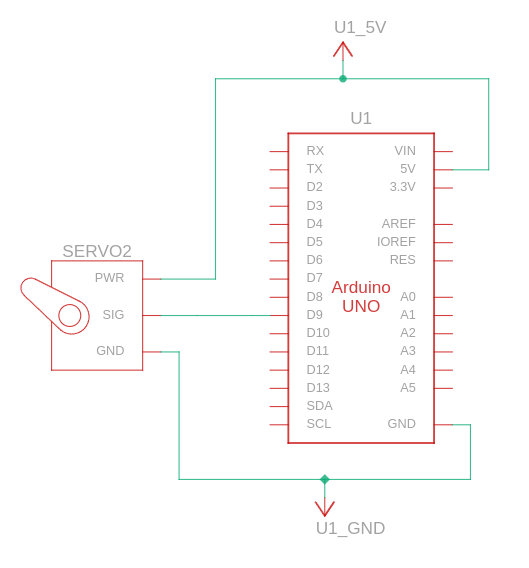 U1_5V
U1
RX
TX
D2
D3
D4
D5
D6
D7
D8
D9
D10
D11
D12
D13
SDA
SCL
VIN
5V
3.3V
AREF
IOREF
RES
A0
A1
A2
A3
A4
A5
GND
Arduino
UNO
SERVO2
PWR
SIG
GND
U1_GND